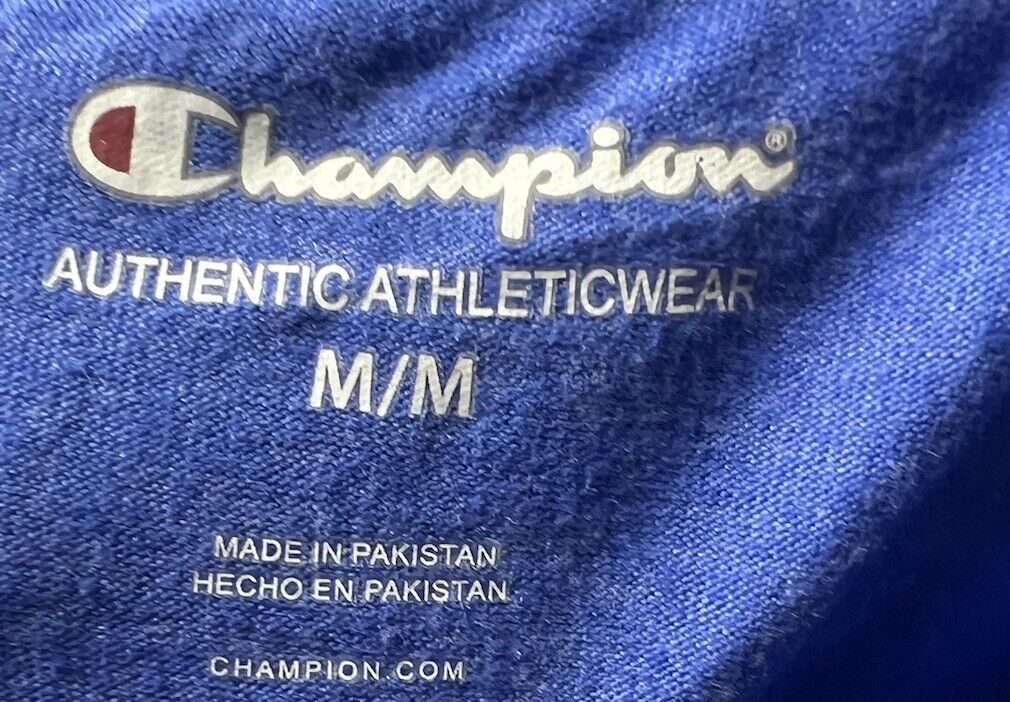 Champion®
AUTHENTIC ATHLETICWEAR
M/M
MADE IN PAKISTAN
HECHO EN PAKISTAN
CHAMPION.COM